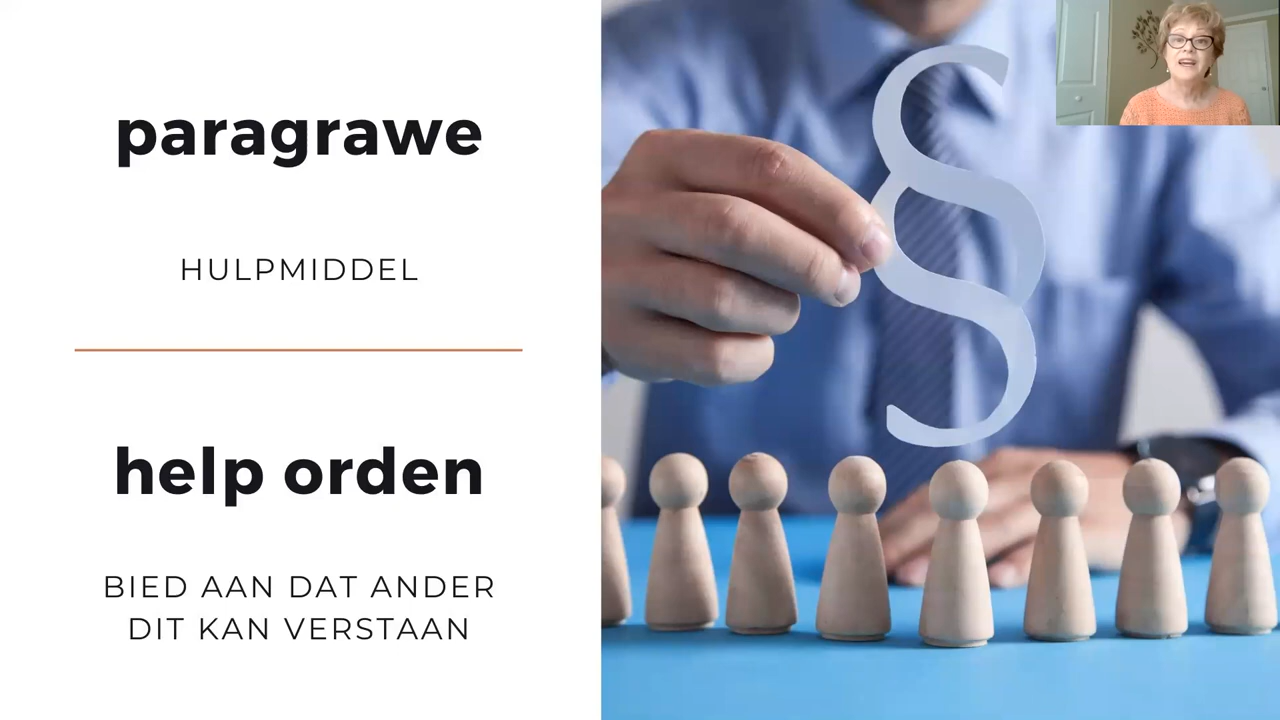 paragrawe
HULPMIDDEL
help orden
BIED AAN DAT ANDER
DIT KAN VERSTAAN
§